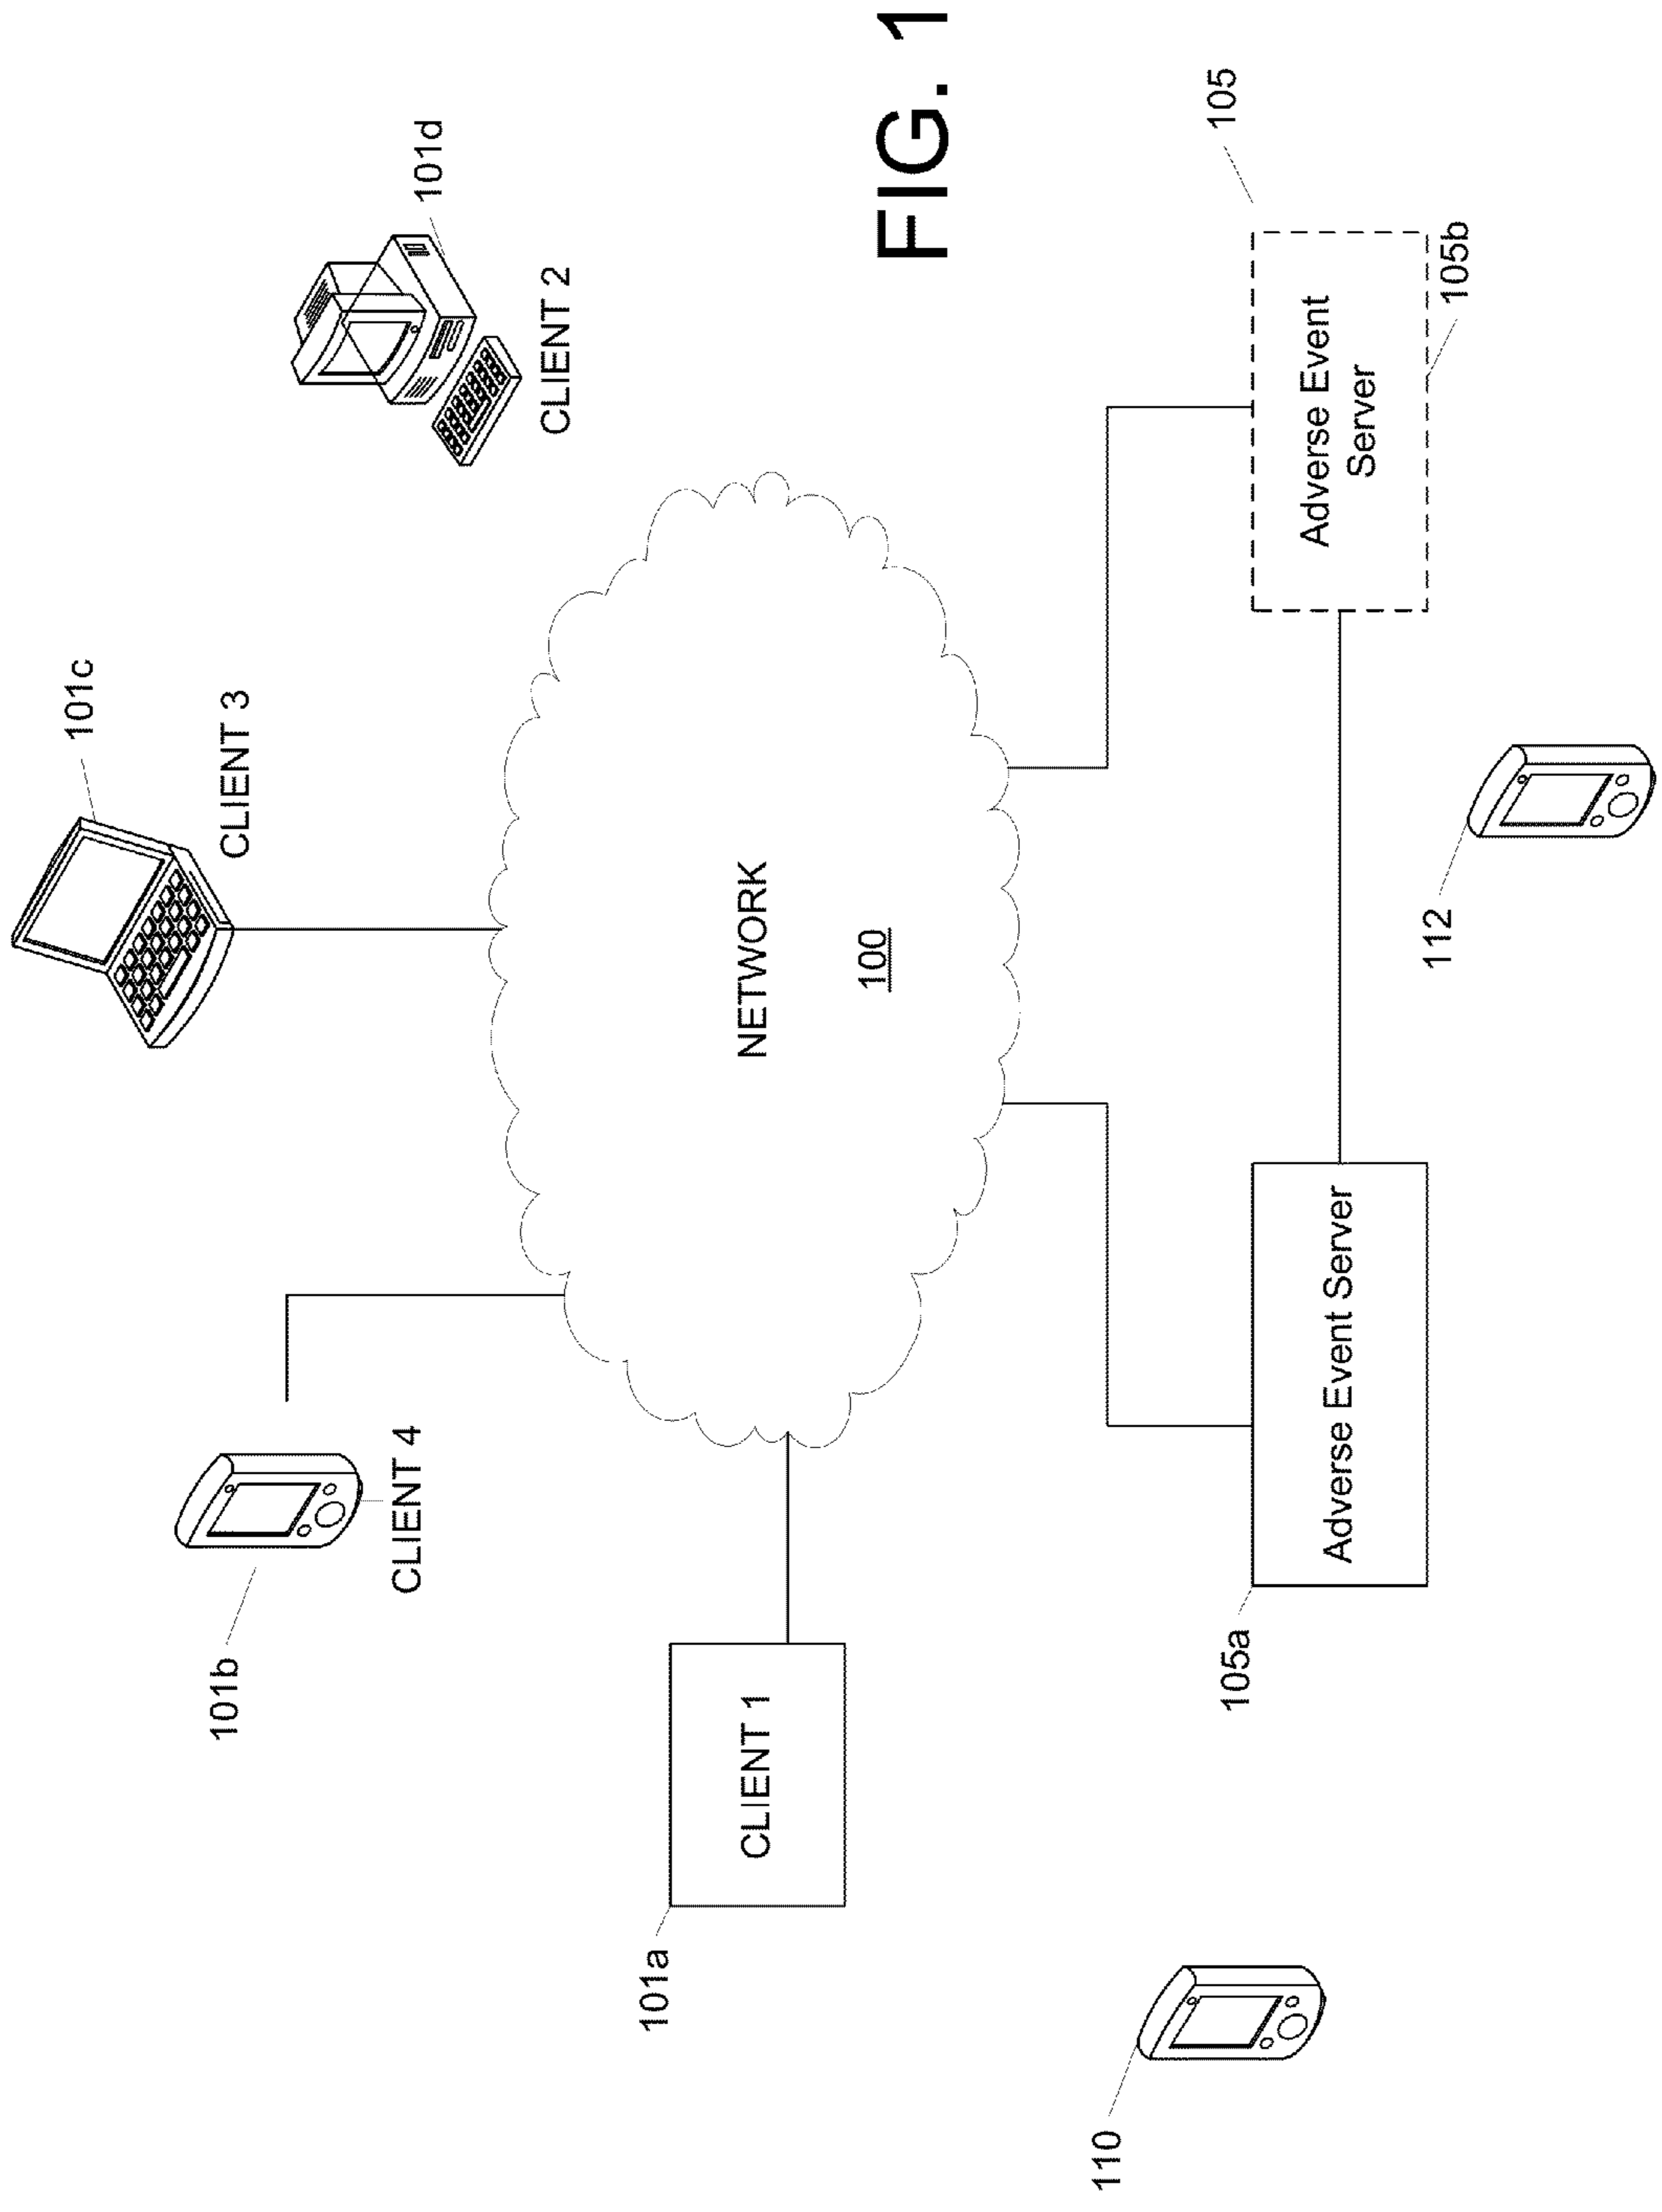 101c
CLIENT 3
101b
CLIENT 4
101d
CLIENT 2
101a
CLIENT 1
NETWORK
100
FIG. 1
105
Adverse Event Server
105a
Adverse Event
Server
105b
110
112